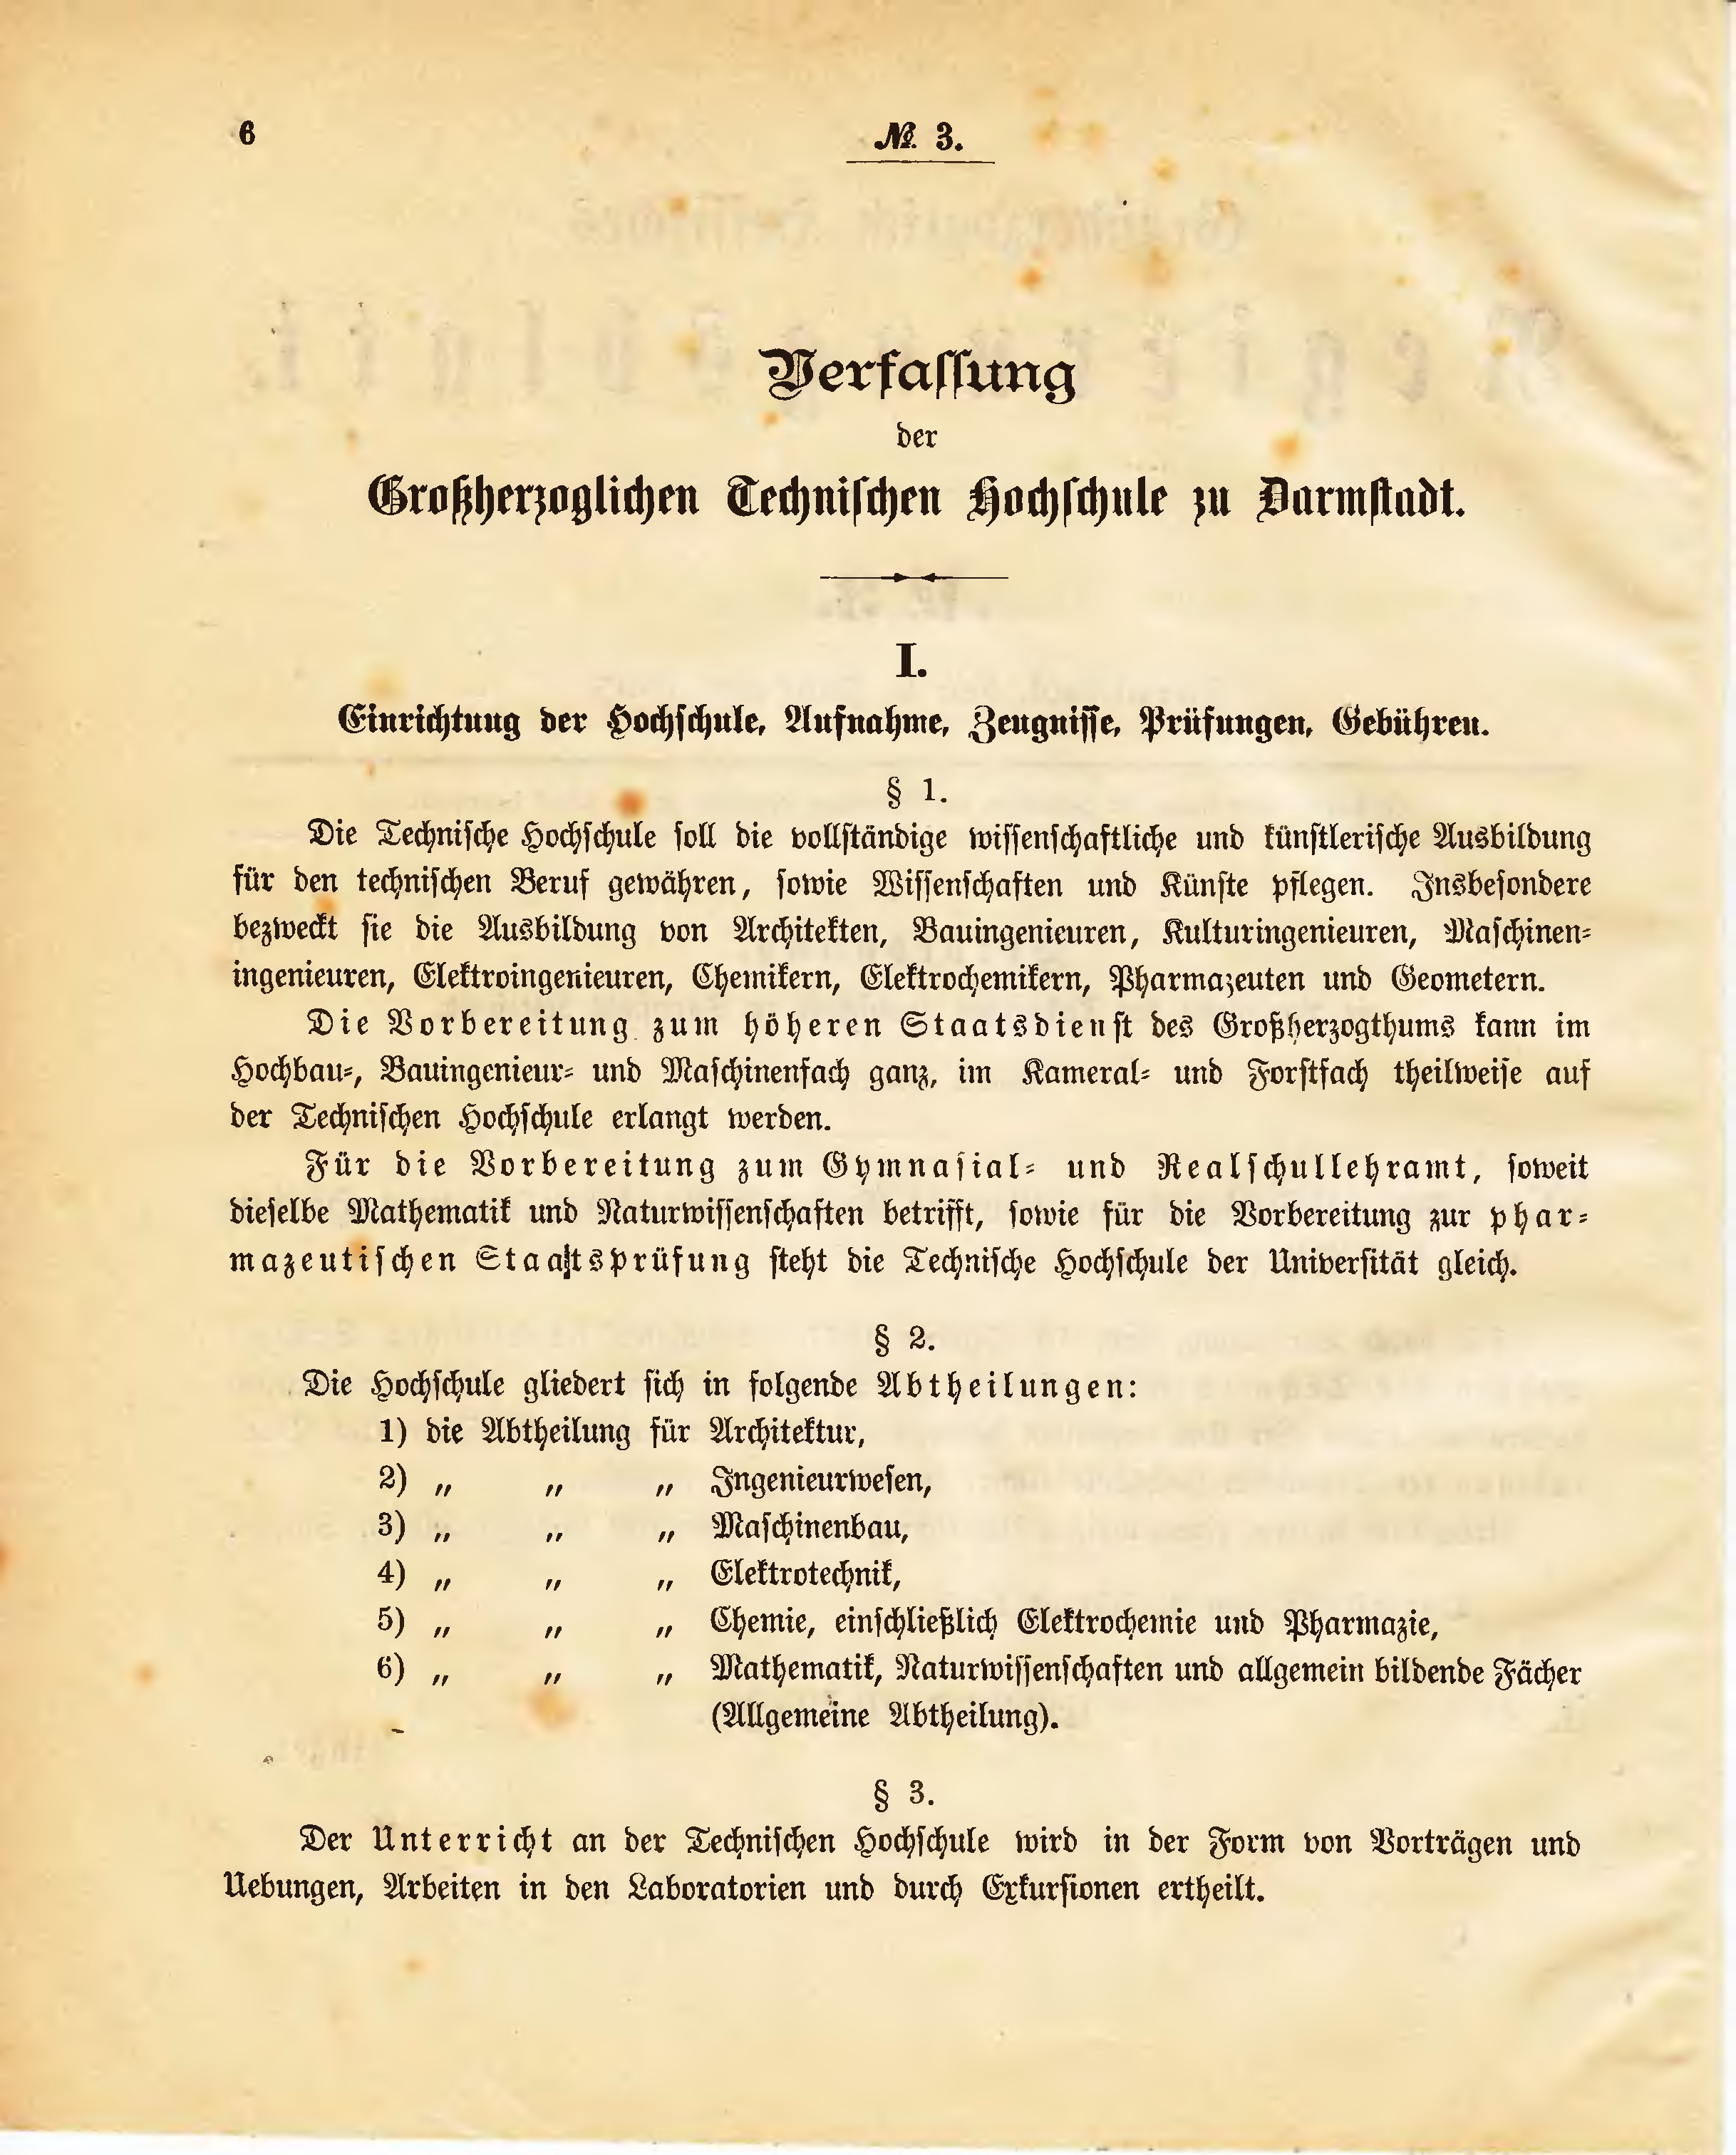 6
№ 3.
Verfassung
der
Großherzoglichen Technischen Hochschule zu Darmstadt.
I.
Einrichtung der Hochschule, Aufnahme, Zeugnisse, Prüfungen, Gebühren.
§ 1.
Die Technische Hochschule soll die vollständige wissenschaftliche und künstlerische Ausbildung
für den technischen Beruf gewähren, sowie Wissenschaften und Künste pflegen. Insbesondere
bezweckt sie die Ausbildung von Architekten, Bauingenieuren, Kulturingenieuren, Maschinen-
ingenieuren, Elektroingenieuren, Chemikern, Elektrochemikern, Pharmazeuten und Geometern.
Die Vorbereitung zum höheren Staatsdienst des Großherzogthums kann im
Hochbau-, Bauingenieur- und Maschinenfach ganz, im Kameral- und Forstfach theilweise auf
der Technischen Hochschule erlangt werden.
Für die Vorbereitung zum Gymnasial- und Realschullehramt, soweit
dieselbe Mathematik und Naturwissenschaften betrifft, sowie für die Vorbereitung zur phar-
mazeutischen Staatsprüfung steht die Technische Hochschule der Universität gleich.
§ 2.
Die Hochschule gliedert sich in folgende Abtheilungen:
1) die Abtheilung für Architektur,
2) „ „ „ Ingenieurwesen,
3) „ „ „ Maschinenbau,
4) „ „ „ Elektrotechnik,
5) „ „ „ Chemie, einschließlich Elektrochemie und Pharmazie,
6) „ „ „ Mathematik, Naturwissenschaften und allgemein bildende Fächer
(Allgemeine Abtheilung).
§ 3.
Der Unterricht an der Technischen Hochschule wird in der Form von Vorträgen und
Uebungen, Arbeiten in den Laboratorien und durch Exkursionen ertheilt.